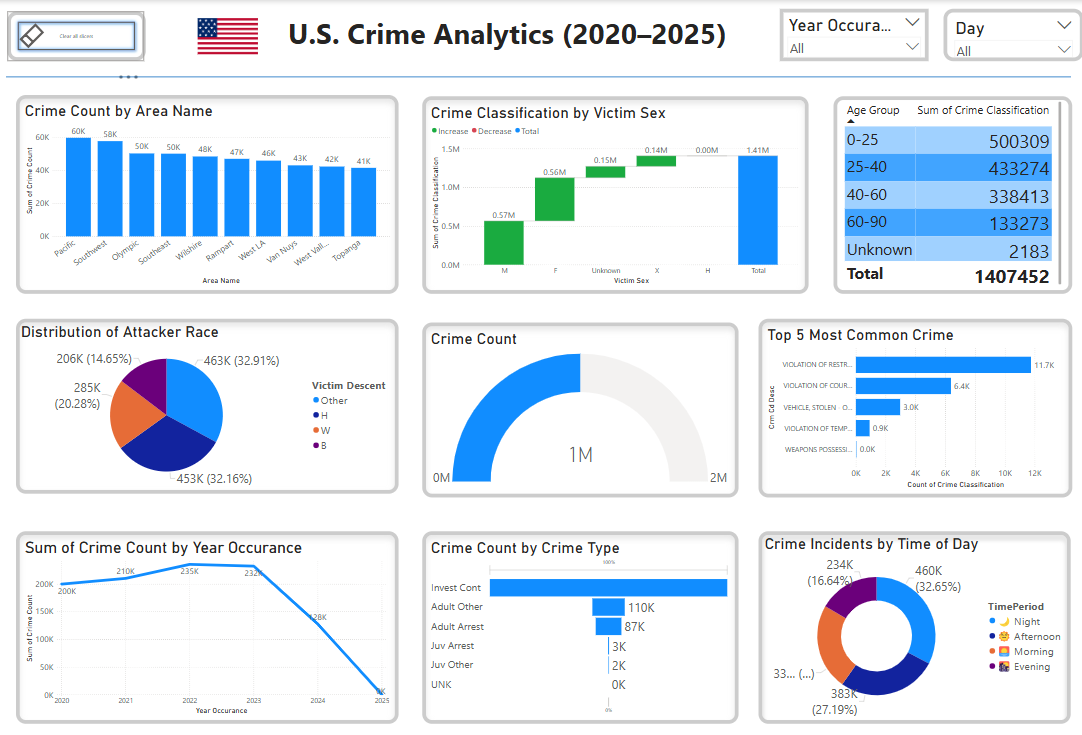 Clear all slicers
U.S. Crime Analytics (2020–2025)
Year Occura...
All
Day
All
Crime Count by Area Name
Sum of Crime Count
60K
40K
20K
0K
60K
58K
50K
50K
48K
47K
46K
43K
42K
41K
Pacific
Southwest
Olympic
Southeast
Wilshire
Rampart
West LA
Van Nuys
West Vall...
Topanga
Area Name
Crime Classification by Victim Sex
Increase Decrease Total
Sum of Crime Classification
1.5M
1.0M
0.5M
0.0M
0.57M
0.56M
0.15M
0.14M
0.00M
1.41M
M
F
Unknown
X
H
Total
Victim Sex
Age Group Sum of Crime Classification
0-25 500309
25-40 433274
40-60 338413
60-90 133273
Unknown 2183
Total 1407452
Distribution of Attacker Race
206K (14.65%)
463K (32.91%)
285K
(20.28%)
453K (32.16%)
Victim Descent
Other
H
W
B
Crime Count
1M
0M
2M
Top 5 Most Common Crime
Crm Cd Desc
VIOLATION OF RESTR... 11.7K
VIOLATION OF COUR... 6.4K
VEHICLE, STOLEN - O... 3.0K
VIOLATION OF TEMP... 0.9K
WEAPONS POSSESSI... 0.0K
0K 2K 4K 6K 8K 10K 12K
Count of Crime Classification
Sum of Crime Count by Year Occurance
Sum of Crime Count
200K
150K
100K
50K
0K
200K
210K
235K
232K
2020 2021 2022 2023 2024 2025
Year Occurance
Crime Count by Crime Type
100%
Invest Cont
Adult Other 110K
Adult Arrest 87K
Juv Arrest 3K
Juv Other 2K
UNK 0K
0%
Crime Incidents by Time of Day
234K
(16.64%)
460K
(32.65%)
33... (...)
383K
(27.19%)
TimePeriod
🌙 Night
🌞 Afternoon
🌅 Morning
🌆 Evening